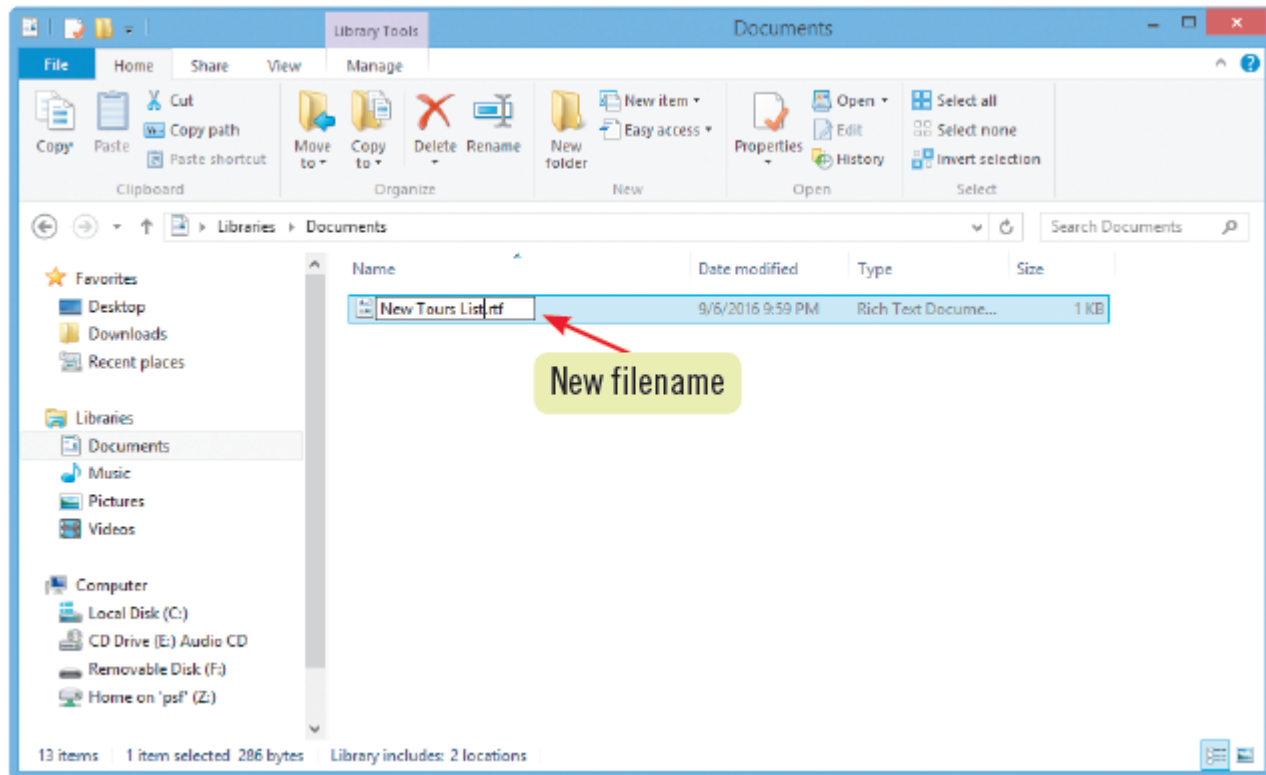 Library Tools
Documents
File Home Share View Manage
Copy
Paste
Cut
Copy path
Paste shortcut
Clipboard
Move to
Copy to
Delete
Rename
Organize
New folder
New item
Easy access
New
Properties
Open
Edit
History
Open
Select all
Select none
Invert selection
Select
Libraries Documents
Search Documents
Name Date modified Type Size
New Tours List.rtf 9/6/2016 9:59 PM Rich Text Docume... 1 KB
New filename
Favorites
Desktop
Downloads
Recent places
Libraries
Documents
Music
Pictures
Videos
Computer
Local Disk (C:)
CD Drive (E:) Audio CD
Removable Disk (F:)
Home on 'psf' (Z:)
13 items 1 item selected 286 bytes Library includes: 2 locations